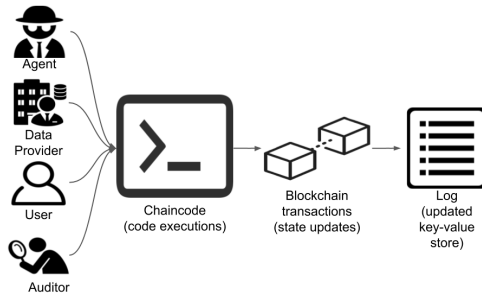 Agent
Data
Provider
User
Auditor
Chaincode
(code executions)
Blockchain
transactions
(state updates)
Log
(updated
key-value
store)